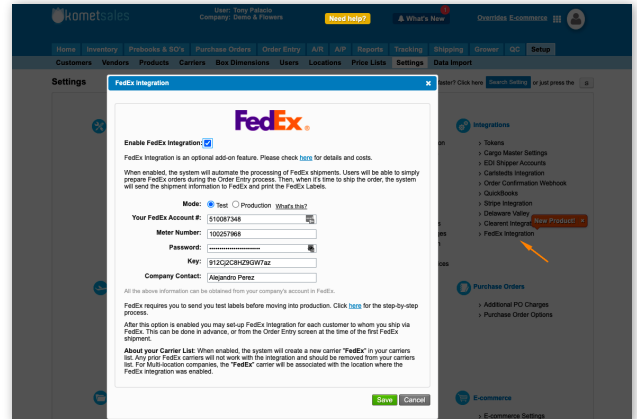 kometsales
User: Tony Palacio
Company: Demo & Flowers
Need help?
What's New
Overrides E-commerce
Home Inventory Prebooks & SO's Purchase Orders Order Entry A/R A/P Reports Tracking Shipping Grower QC Setup
Customers Vendors Products Carriers Box Dimensions Users Locations Price Lists Settings Data Import
Settings
faster? Click here Search Setting or just press the
FedEx Integration
FedEx
Enable FedEx Integration:
FedEx Integration is an optional add-on feature. Please check here for details and costs.
When enabled, the system will automate the processing of FedEx shipments. Users will be able to simply
prepare FedEx orders during the Order Entry process. Then, when it's time to ship the order, the system
will send the shipment information to FedEx and print the FedEx Labels.
Mode: Test Production What's this?
Your FedEx Account #: 510087348
Meter Number: 100257968
Password:
Key: 912Cj2C8HZ9GW7az
Company Contact: Alejandro Perez
All the above information can be obtained from your company's account in FedEx.
FedEx requires you to send you test labels before moving into production. Click here for the step-by-step
process.
After this option is enabled you may set-up FedEx Integration for each customer to whom you ship via
FedEx. This can be done in advance, or from the Order Entry screen at the time of the first FedEx
shipment.
About your Carrier List: When enabled, the system will create a new carrier "FedEx" in your carriers
list. Any prior FedEx carriers will not work with the integration and should be removed from your carriers
list. For Multi-location companies, the "FedEx" carrier will be associated with the location where the
FedEx integration was enabled.
Save Cancel
Integrations
> Tokens
> Cargo Master Settings
> EDI Shipper Accounts
> Carlsteds Integration
> Order Confirmation Webhook
> QuickBooks
> Stripe Integration
> Delaware Valley
> Clearent Integrat
New Product!
> FedEx Integration
Purchase Orders
> Additional PO Charges
> Purchase Order Options
E-commerce
> E-commerce Settings